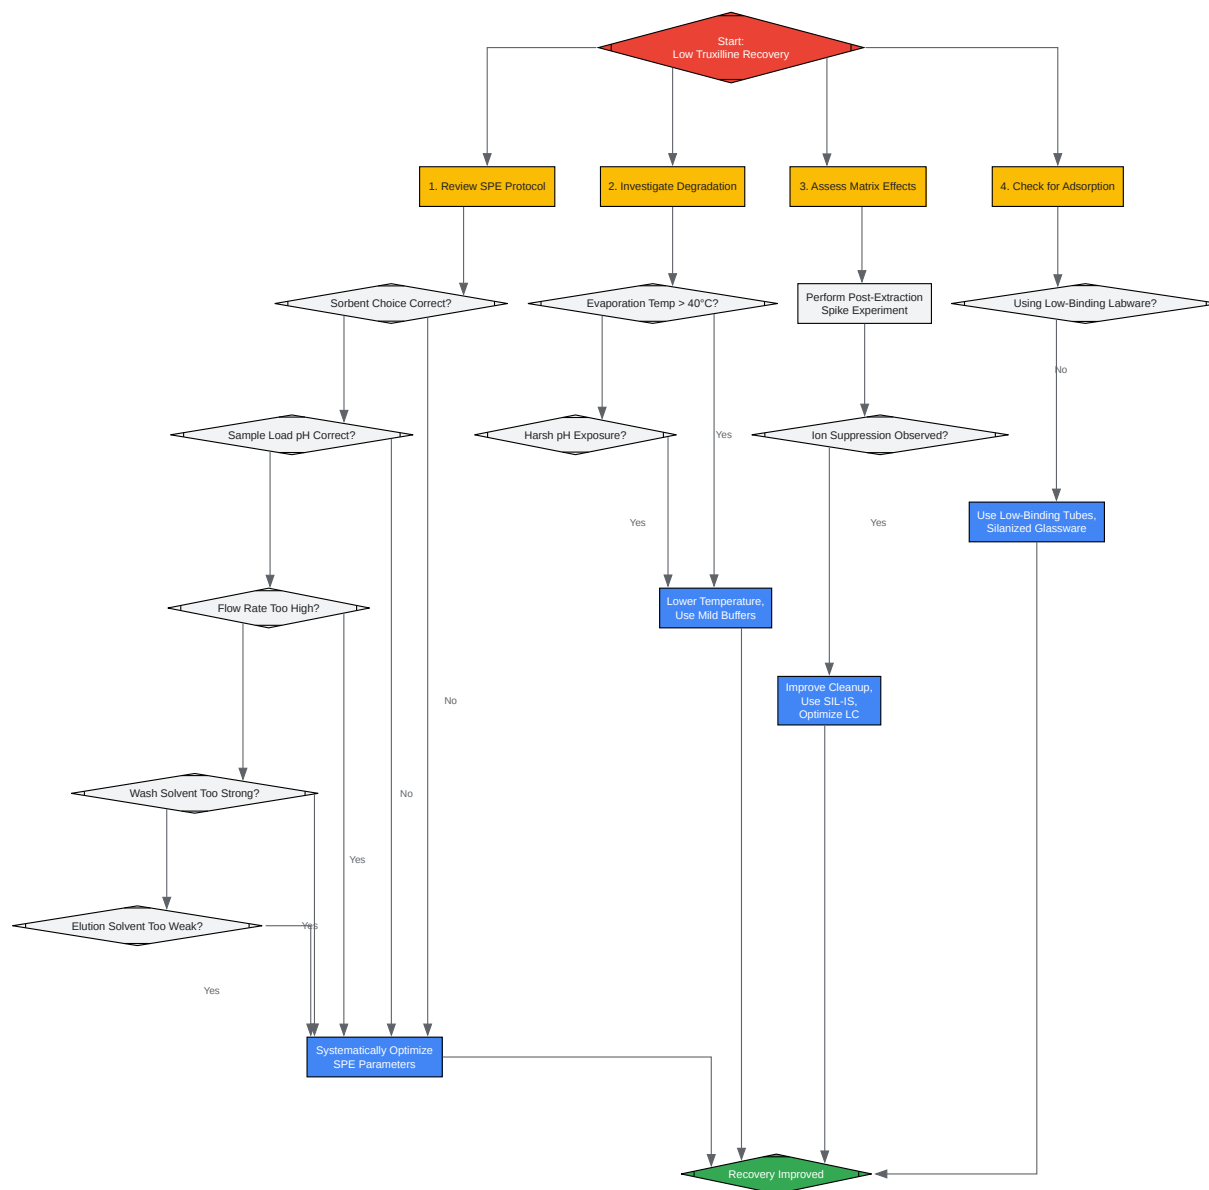 Start:
Low Truxilline Recovery
1. Review SPE Protocol
2. Investigate Degradation
3. Assess Matrix Effects
4. Check for Adsorption
Sorbent Choice Correct?
Evaporation Temp > 40°C?
Perform Post-Extraction
Spike Experiment
Using Low-Binding Labware?
No
Sample Load pH Correct?
Harsh pH Exposure?
Yes
Ion Suppression Observed?
Yes
Yes
Use Low-Binding Tubes,
Silanized Glassware
Flow Rate Too High?
Lower Temperature,
Use Mild Buffers
No
Improve Cleanup,
Use SIL-IS,
Optimize LC
Wash Solvent Too Strong?
No
Yes
Elution Solvent Too Weak?
Yes
Yes
Systematically Optimize
SPE Parameters
Recovery Improved